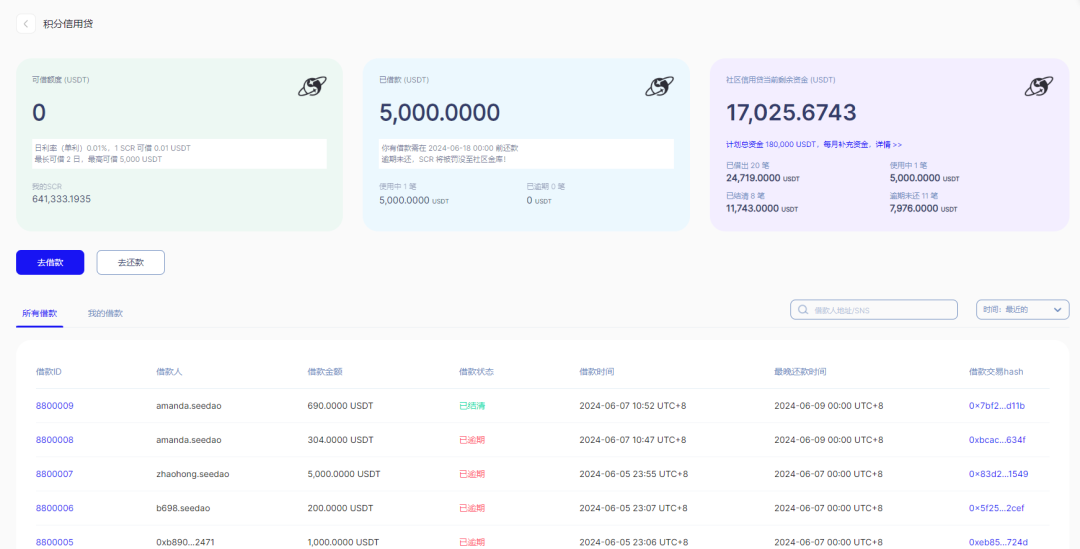 积分信用贷
可借额度 (USDT)
0
日利率（单利）0.01%，1 SCR 可借 0.01 USDT
最长可借 2 日，最高可借 5,000 USDT
我的SCR
641,333.1935
已借款 (USDT)
5,000.0000
你有借款需在 2024-06-18 00:00 前还款
逾期未还，SCR 将被罚没至社区金库！
使用中 1 笔
已逾期 0 笔
5,000.0000 USDT
0 USDT
社区信用贷当前剩余资金 (USDT)
17,025.6743
计划总资金 180,000 USDT，每月补充资金，详情 >>
已借出 20 笔
使用中 1 笔
24,719.0000 USDT
5,000.0000 USDT
已结清 8 笔
逾期未还 11 笔
11,743.0000 USDT
7,976.0000 USDT
去借款
去还款
所有借款
我的借款
借款人地址/SNS
时间：最近的
借款ID 借款人 借款金额 借款状态 借款时间 最晚还款时间 借款交易hash
8800009 amanda.seedao 690.0000 USDT 已结清 2024-06-07 10:52 UTC+8 2024-06-09 00:00 UTC+8 0x7bf2...d11b
8800008 amanda.seedao 304.0000 USDT 已逾期 2024-06-07 10:47 UTC+8 2024-06-09 00:00 UTC+8 0xbcac...634f
8800007 zhaohong.seedao 5,000.0000 USDT 已逾期 2024-06-05 23:55 UTC+8 2024-06-07 00:00 UTC+8 0x83d2...1549
8800006 b698.seedao 200.0000 USDT 已逾期 2024-06-05 23:07 UTC+8 2024-06-07 00:00 UTC+8 0x5f25...2cef
8800005 0xb890...2471 1,000.0000 USDT 已逾期 2024-06-05 23:06 UTC+8 2024-06-07 00:00 UTC+8 0xeb85...724d